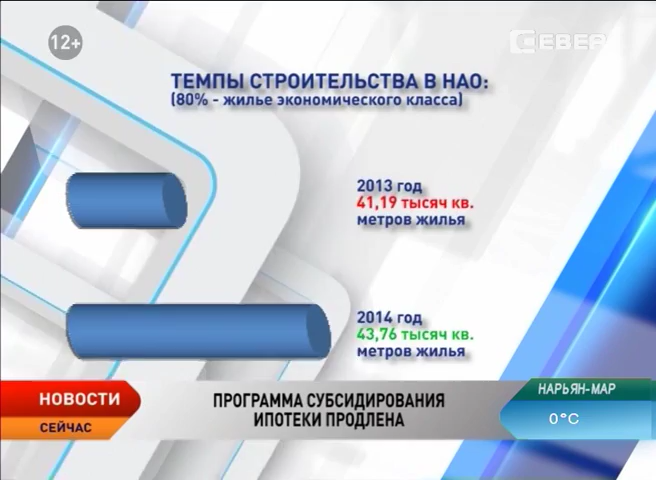 12+
СЕВЕР
ТЕМПЫ СТРОИТЕЛЬСТВА В НАО:
(80% - жилье экономического класса)
2013 год
41,19 тысяч кв.
метров жилья
2014 год
43,76 тысяч кв.
метров жилья
НОВОСТИ
СЕЙЧАС
ПРОГРАММА СУБСИДИРОВАНИЯ
ИПОТЕКИ ПРОДЛЕНА
НАРЬЯН-МАР
0°C